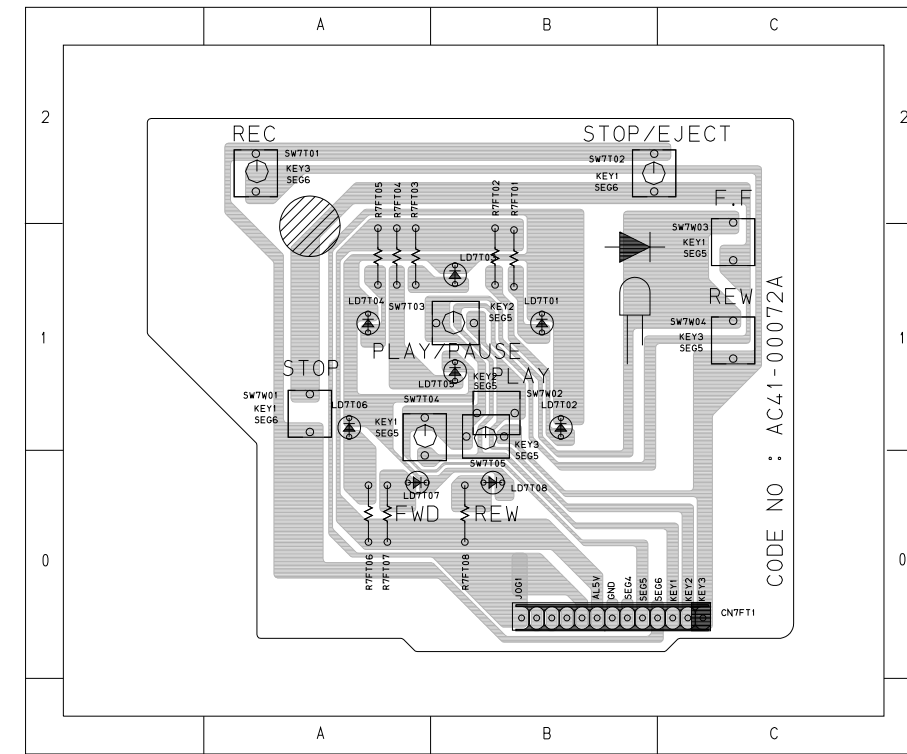 A B C
2 2
REC STOP/EJECT
SW7T01 SW7T02
KEY3 KEY1
SEG6 SEG6
R7FT05 R7FT04 R7FT03 R7FT02 R7FT01
F.F
SW7W03
KEY1
SEG5
LD7T03
LD7T04 SW7T03 KEY2 LD7T01
SEG5
REW
SW7W04
KEY3
SEG5
1 1
PLAY/PAUSE
STOP
LD7T05 KEY2 PLAY
SEG5
SW7W01 SW7T04 SW7W02
KEY1 LD7T06 LD7T02
SEG6
KEY1
SEG5
KEY3
SEG5
SW7T05
LD7T07 LD7T08
FWD REW
CODE NO : AC41-00072A
0 0
R7FT06 R7FT07 R7FT08
JOG1 AL5V GND SEG4 SEG5 SEG6 KEY1 KEY2 KEY3
CN7FT1
A B C